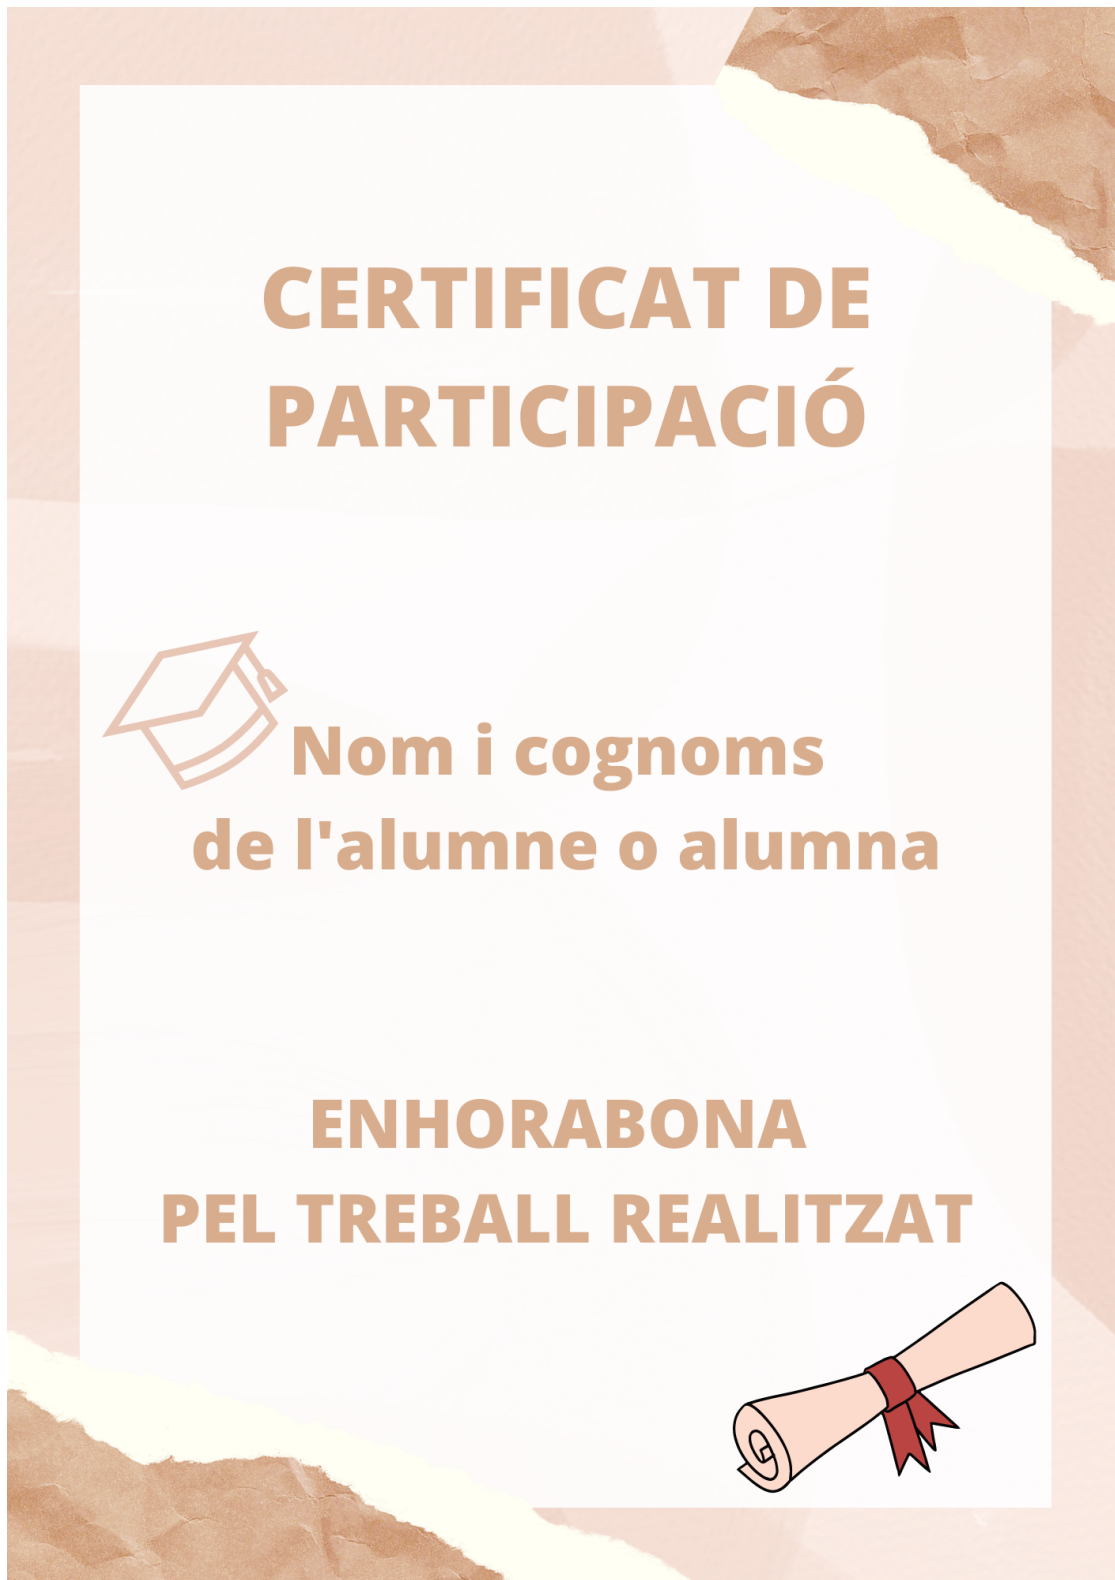 CERTIFICAT DE
PARTICIPACIÓ
Nom i cognoms
de l'alumne o alumna
ENHORABONA
PEL TREBALL REALITZAT